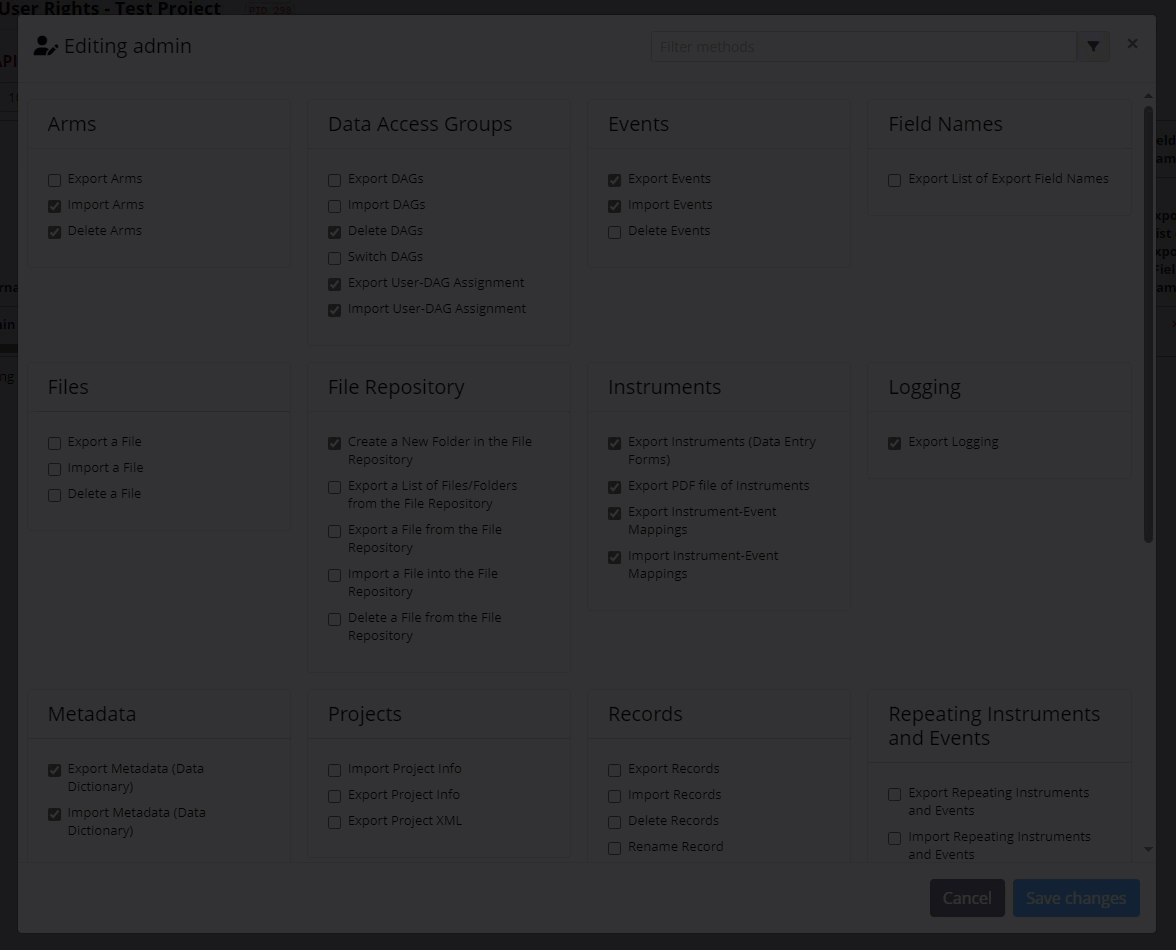 User Rights - Test Project
PID: 298
Editing admin
Filter methods
Arms
Export Arms
Import Arms
Delete Arms
Data Access Groups
Export DAGs
Import DAGs
Delete DAGs
Switch DAGs
Export User-DAG Assignment
Import User-DAG Assignment
Events
Export Events
Import Events
Delete Events
Field Names
Export List of Export Field Names
Files
Export a File
Import a File
Delete a File
File Repository
Create a New Folder in the File
Repository
Export a List of Files/Folders
from the File Repository
Export a File from the File
Repository
Import a File into the File
Repository
Delete a File from the File
Repository
Instruments
Export Instruments (Data Entry
Forms)
Export PDF file of Instruments
Export Instrument-Event
Mappings
Import Instrument-Event
Mappings
Logging
Export Logging
Metadata
Export Metadata (Data
Dictionary)
Import Metadata (Data
Dictionary)
Projects
Import Project Info
Export Project Info
Export Project XML
Records
Export Records
Import Records
Delete Records
Rename Record
Repeating Instruments
and Events
Export Repeating Instruments
and Events
Import Repeating Instruments
and Events
Cancel
Save changes